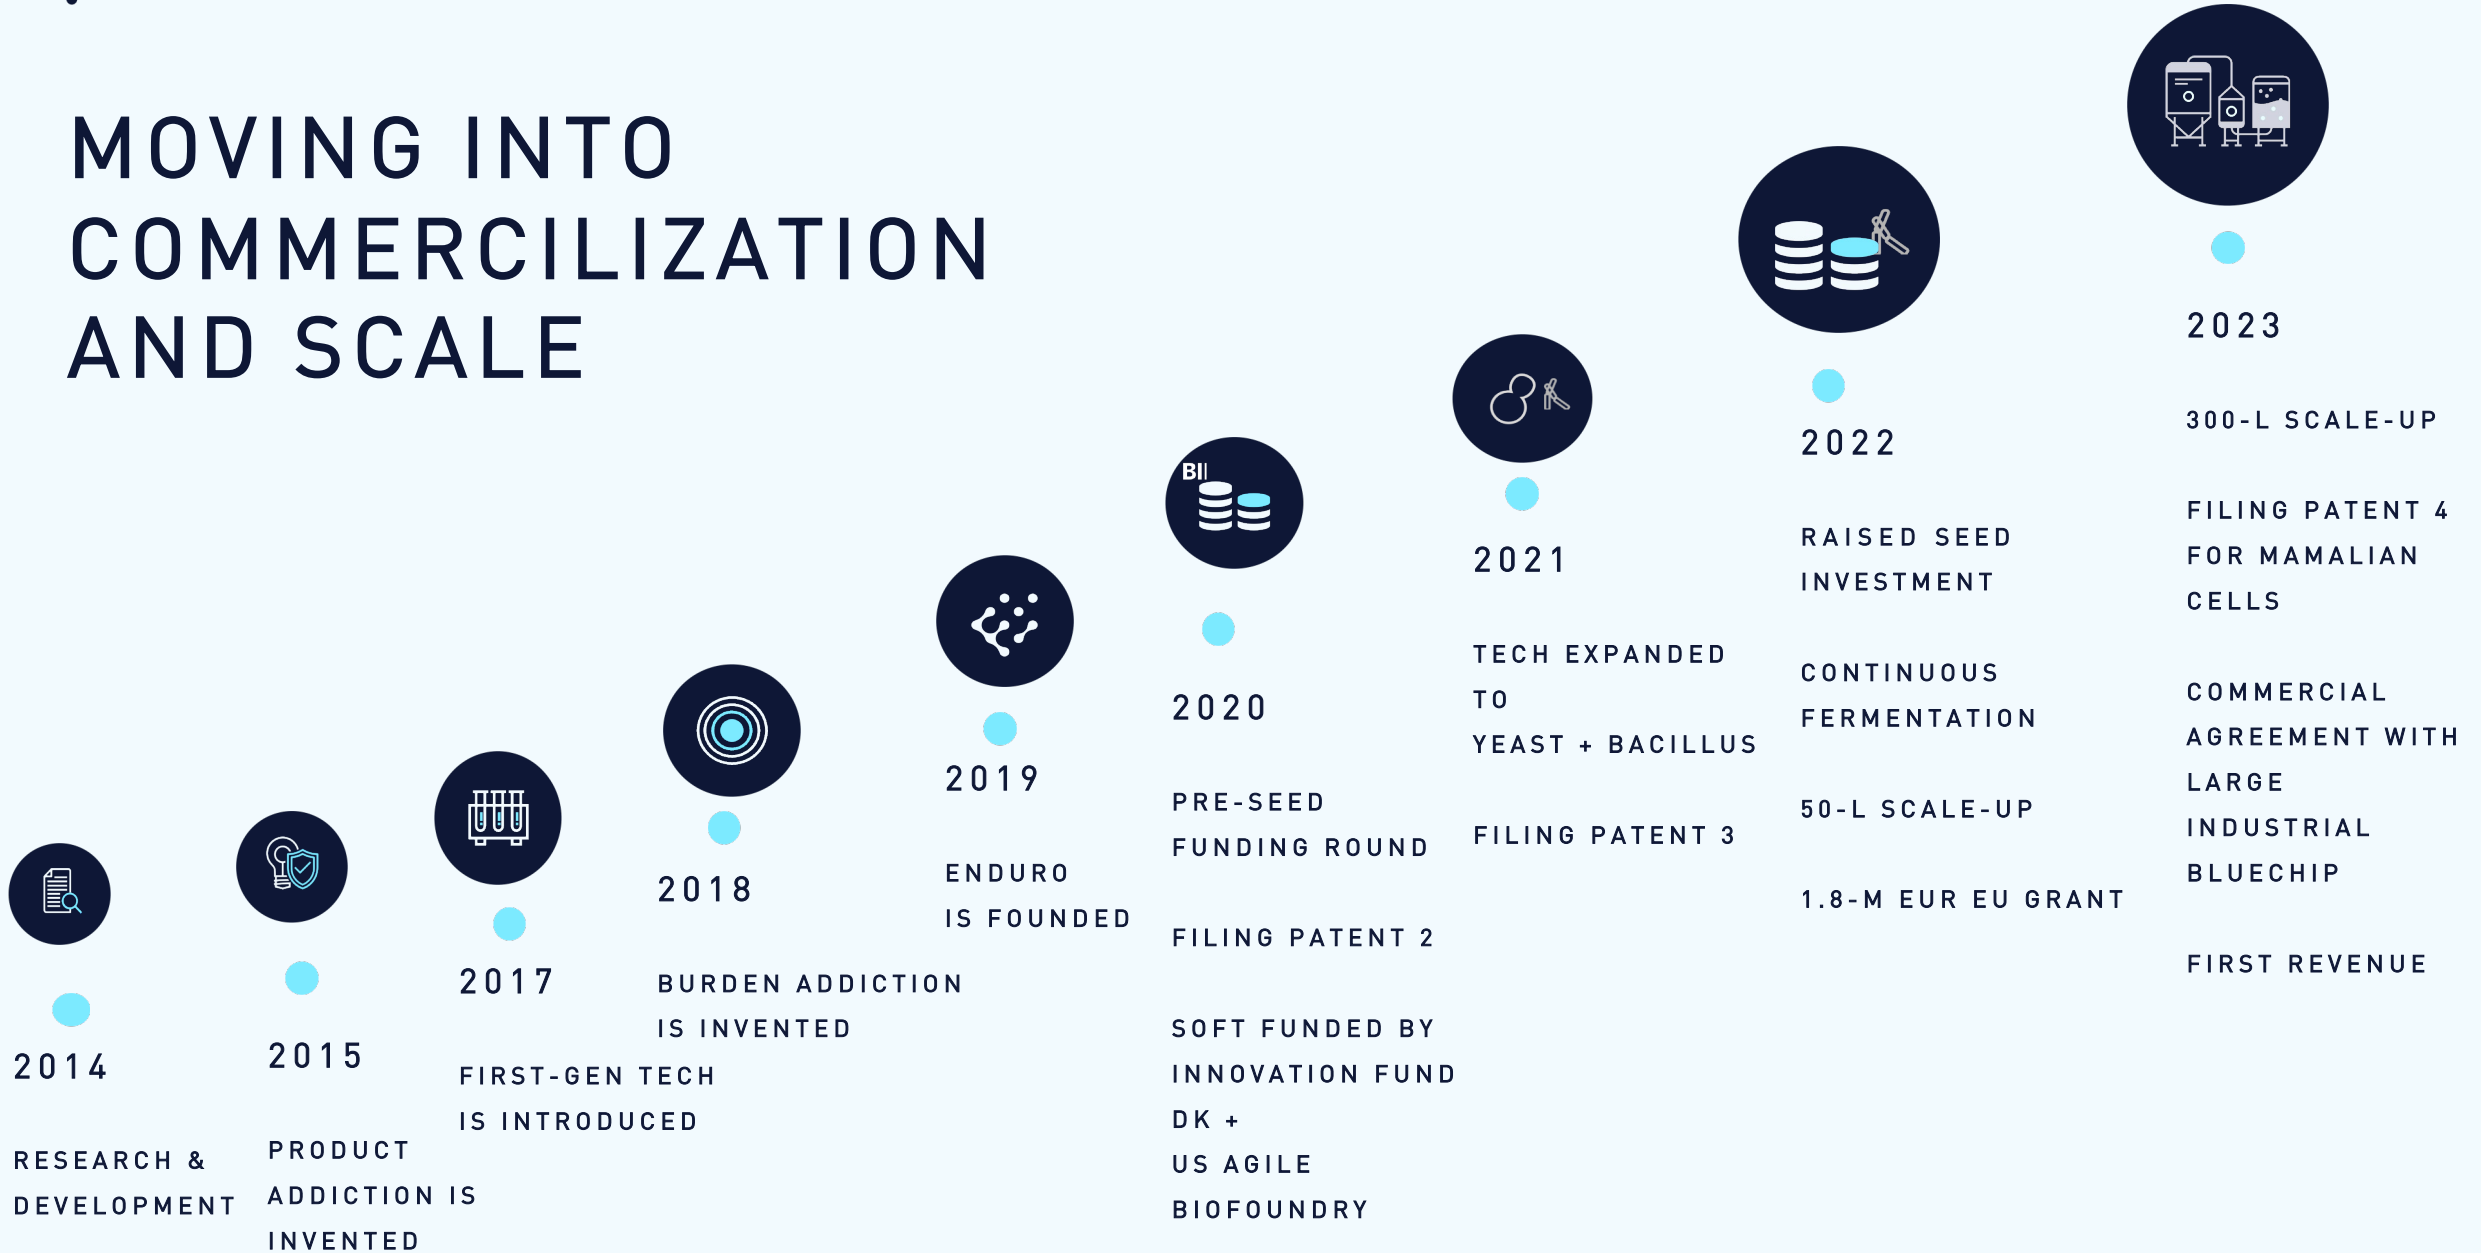 MOVING INTO
COMMERCILIZATION
AND SCALE
2014
RESEARCH &
DEVELOPMENT
2015
PRODUCT
ADDICTION IS
INVENTED
2017
FIRST-GEN TECH
IS INTRODUCED
2018
BURDEN ADDICTION
IS INVENTED
2019
ENDURO
IS FOUNDED
BII
2020
PRE-SEED
FUNDING ROUND
FILING PATENT 2
SOFT FUNDED BY
INNOVATION FUND
DK +
US AGILE
BIOFOUNDRY
2021
TECH EXPANDED
TO
YEAST + BACILLUS
FILING PATENT 3
2022
RAISED SEED
INVESTMENT
CONTINUOUS
FERMENTATION
50-L SCALE-UP
1.8-M EUR EU GRANT
2023
300-L SCALE-UP
FILING PATENT 4
FOR MAMALIAN
CELLS
COMMERCIAL
AGREEMENT WITH
LARGE
INDUSTRIAL
BLUECHIP
FIRST REVENUE